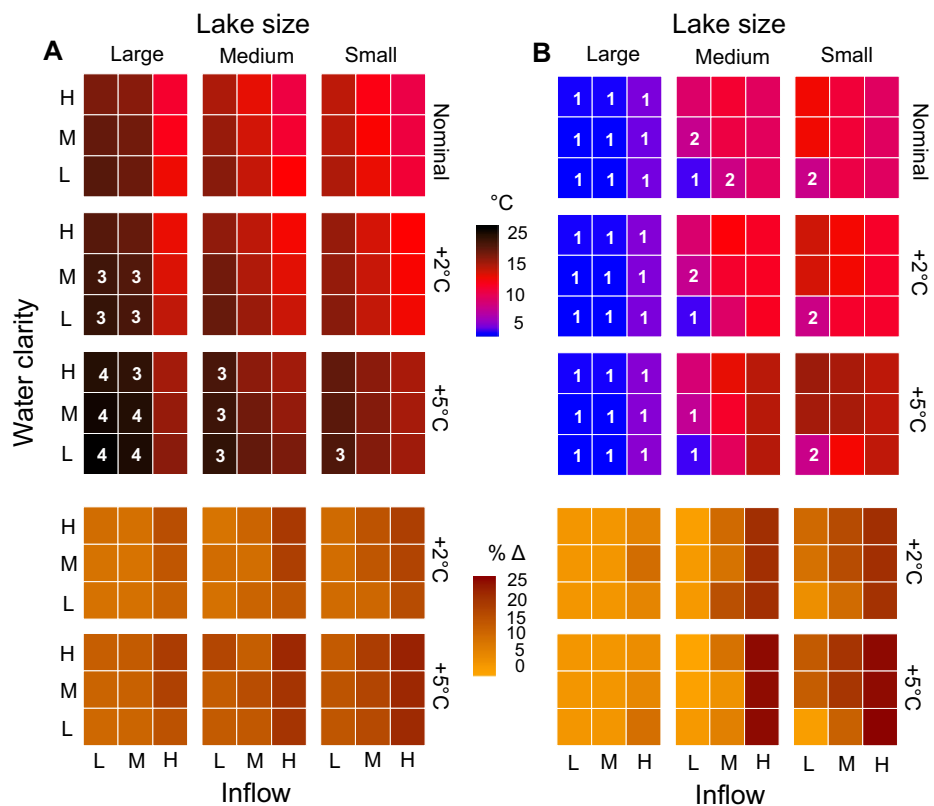 Lake size
A
Large Medium Small
H
M
L
Nominal
H
M 3 3
L 3 3
+2°C
H 4 3 3
M 4 4 3
L 4 4 3 3
+5°C
Water clarity
H
M
L
+2°C
H
M
L
+5°C
L M H L M H L M H
Inflow
°C
25
20
15
10
5
% Δ
25
20
15
10
5
0
Lake size
B
Large Medium Small
1 1 1
1 1 1 2
1 1 1 1 2 2
Nominal
1 1 1
1 1 1 2
1 1 1 1 2
+2°C
1 1 1
1 1 1 1
1 1 1 1 2
+5°C
+2°C
+5°C
L M H L M H L M H
Inflow